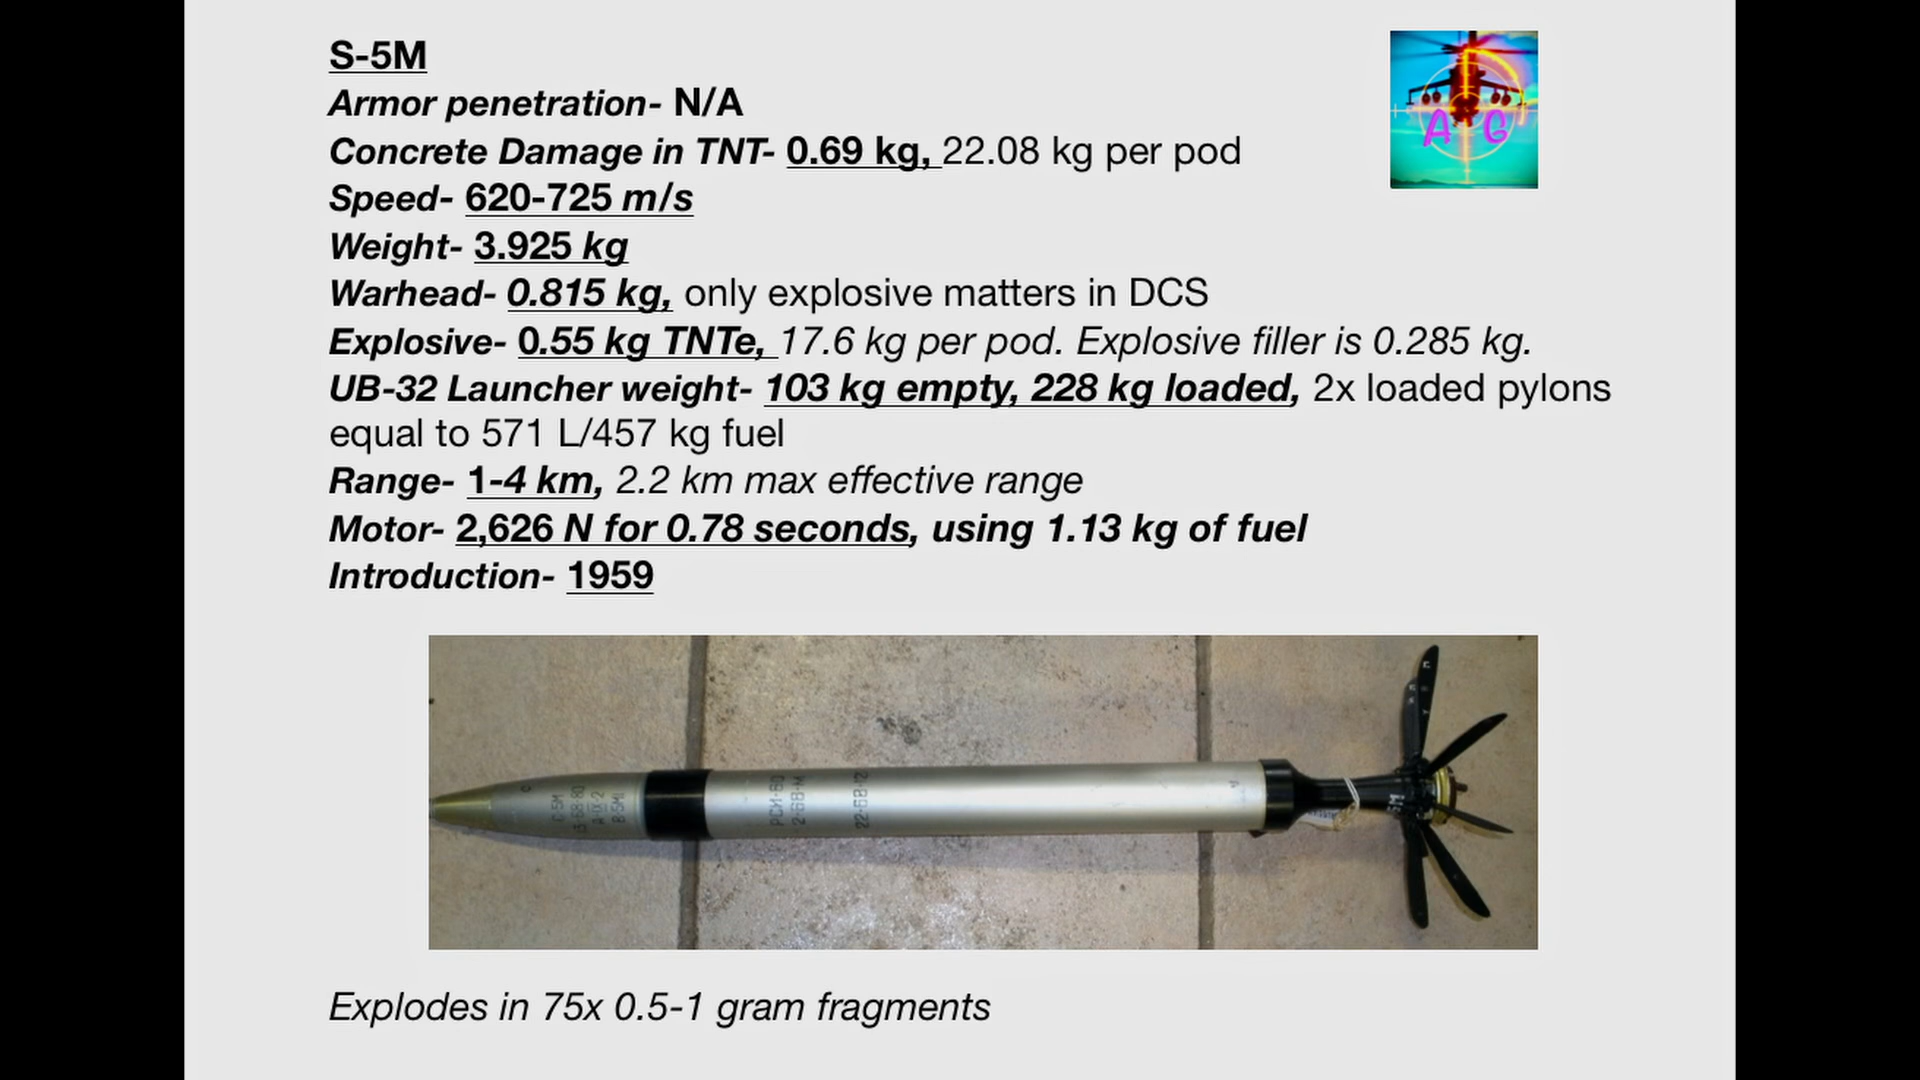 S-5M
Armor penetration- N/A
Concrete Damage in TNT- 0.69 kg, 22.08 kg per pod
Speed- 620-725 m/s
Weight- 3.925 kg
Warhead- 0.815 kg, only explosive matters in DCS
Explosive- 0.55 kg TNTe, 17.6 kg per pod. Explosive filler is 0.285 kg.
UB-32 Launcher weight- 103 kg empty, 228 kg loaded, 2x loaded pylons
equal to 571 L/457 kg fuel
Range- 1-4 km, 2.2 km max effective range
Motor- 2,626 N for 0.78 seconds, using 1.13 kg of fuel
Introduction- 1959
A G
C-5M
22-68-12
Explodes in 75x 0.5-1 gram fragments